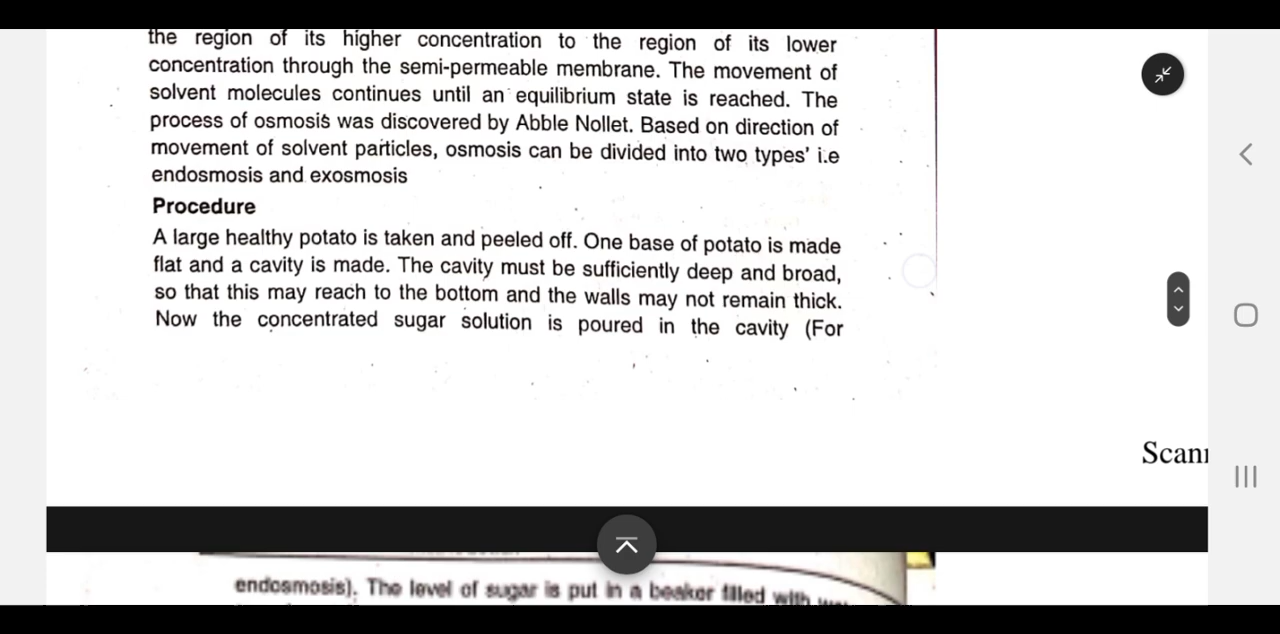 the region of its higher concentration to the region of its lower
concentration through the semi-permeable membrane. The movement of
solvent molecules continues until an equilibrium state is reached. The
process of osmosis was discovered by Abble Nollet. Based on direction of
movement of solvent particles, osmosis can be divided into two types' i.e
endosmosis and exosmosis
Procedure
A large healthy potato is taken and peeled off. One base of potato is made
flat and a cavity is made. The cavity must be sufficiently deep and broad,
so that this may reach to the bottom and the walls may not remain thick.
Now the concentrated sugar solution is poured in the cavity (For
Scan
endosmosis). The level of sugar is put in a beaker filled with